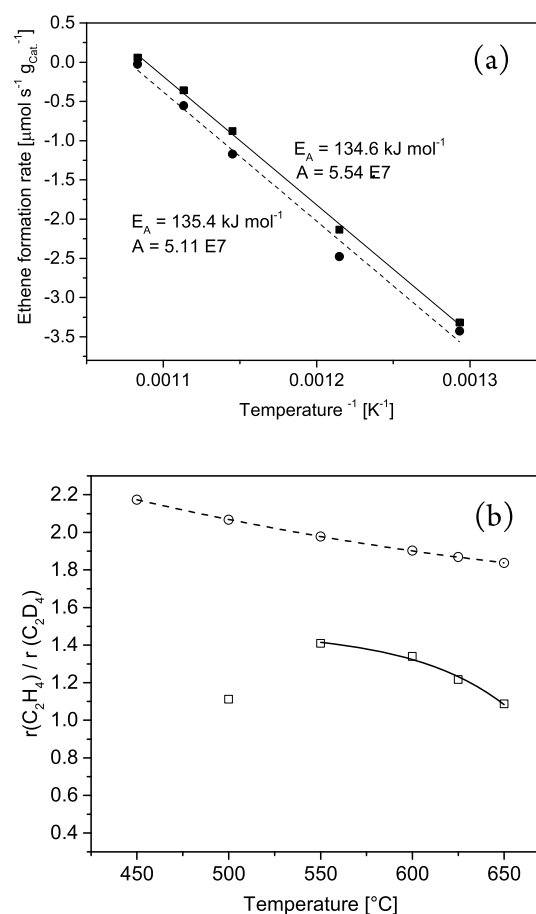 0.5
0.0
-0.5
-1.0
-1.5
-2.0
-2.5
-3.0
-3.5
Ethene formation rate [µmol s⁻¹ g_Cat.⁻¹]
(a)
E_A = 134.6 kJ mol⁻¹
A = 5.54 E7
E_A = 135.4 kJ mol⁻¹
A = 5.11 E7
0.0011 0.0012 0.0013
Temperature ⁻¹ [K⁻¹]
(b)
2.2
2.0
1.8
1.6
1.4
1.2
1.0
0.8
0.6
0.4
r(C₂H₄) / r (C₂D₄)
450 500 550 600 650
Temperature [°C]